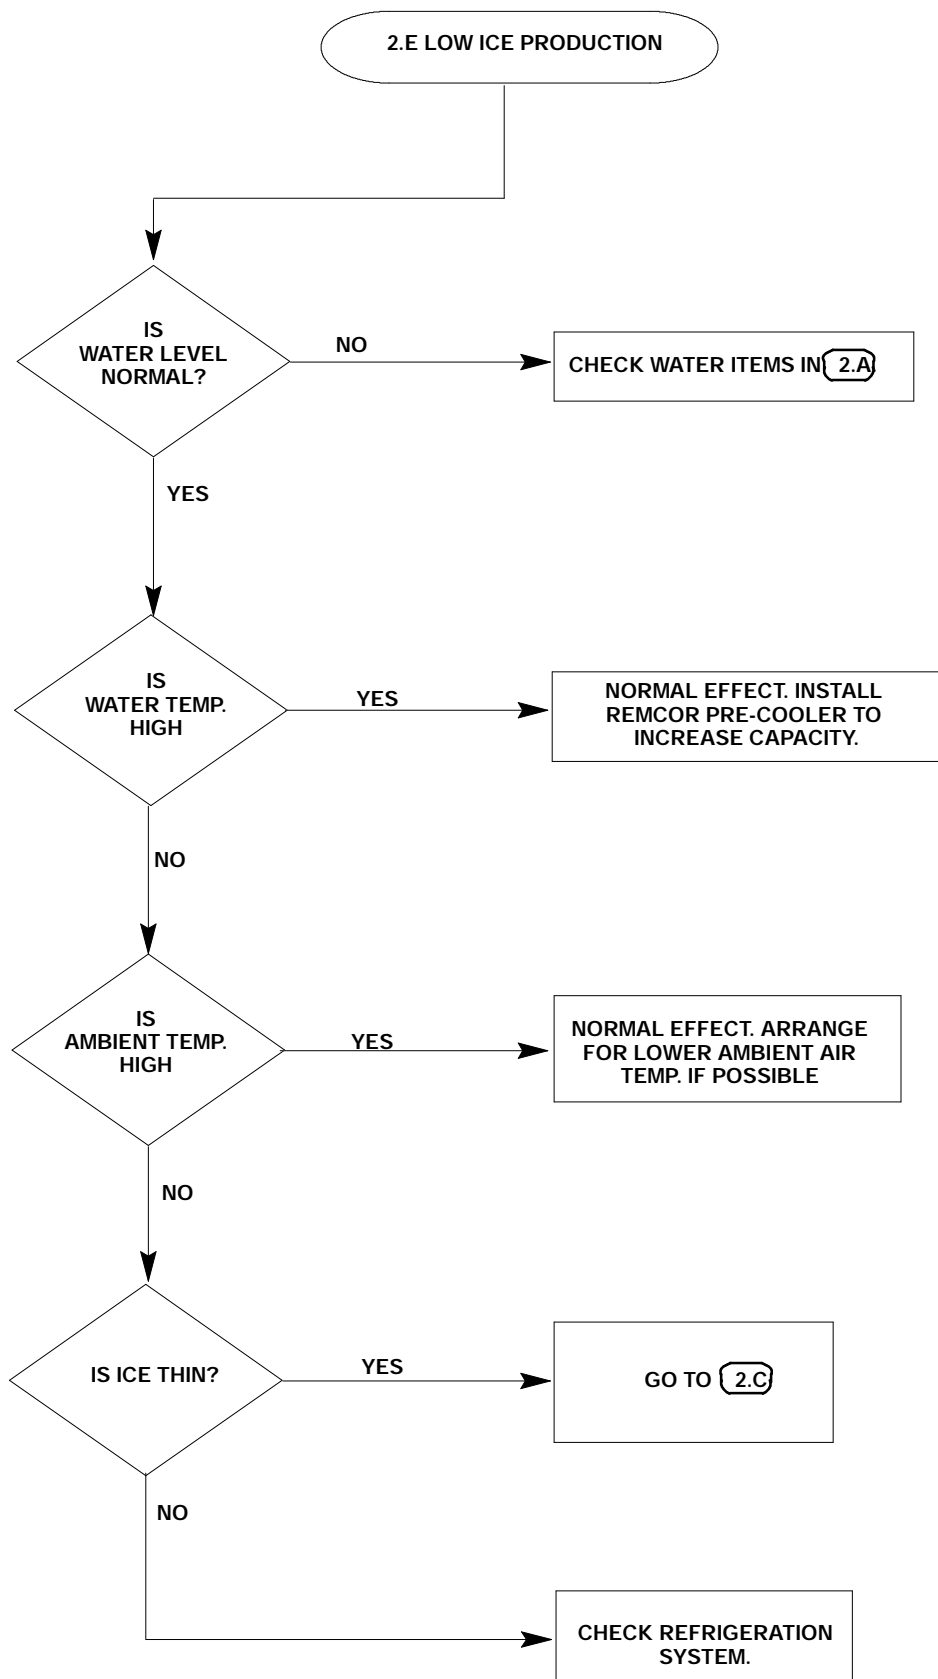 2.E LOW ICE PRODUCTION
IS
WATER LEVEL
NORMAL?
NO
CHECK WATER ITEMS IN 2.A
YES
IS
WATER TEMP.
HIGH
YES
NORMAL EFFECT. INSTALL
REMCOR PRE-COOLER TO
INCREASE CAPACITY.
NO
IS
AMBIENT TEMP.
HIGH
YES
NORMAL EFFECT. ARRANGE
FOR LOWER AMBIENT AIR
TEMP. IF POSSIBLE
NO
IS ICE THIN?
YES
GO TO 2.C
NO
CHECK REFRIGERATION
SYSTEM.